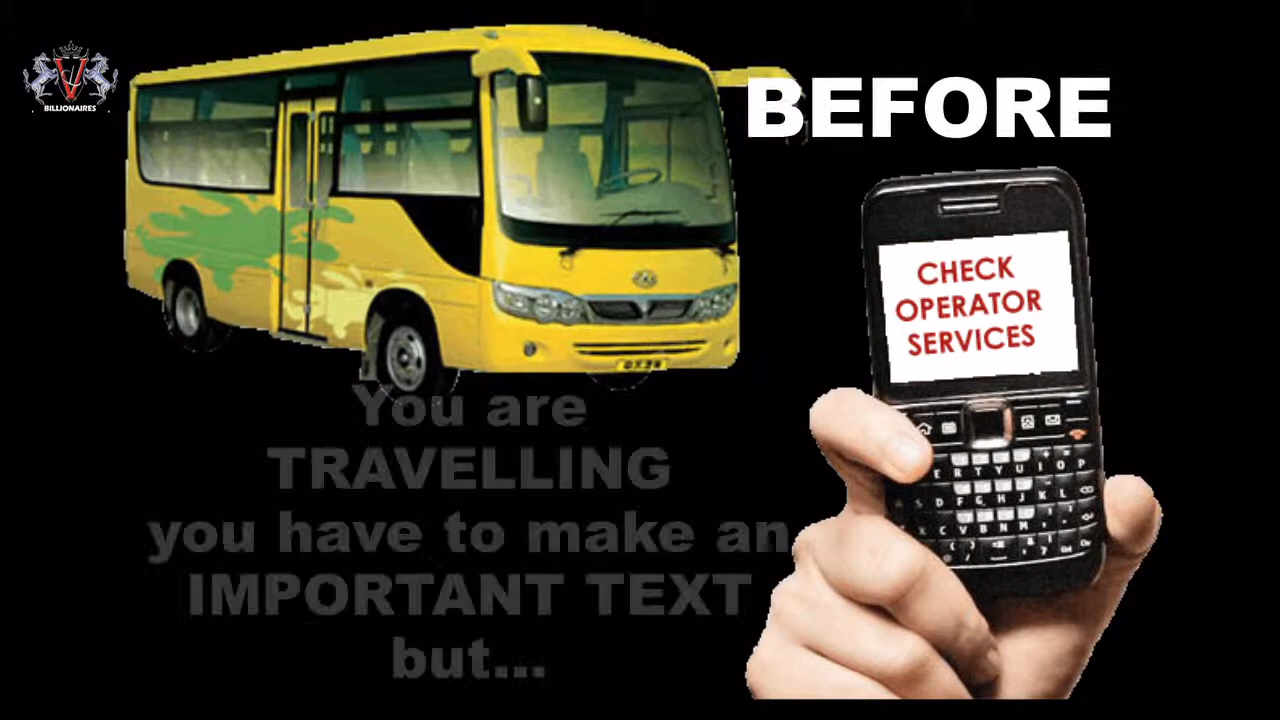 BILLIONAIRES
BEFORE
CHECK
OPERATOR
SERVICES
You are
TRAVELLING
you have to make an
IMPORTANT TEXT
but...
E R T Y U I O P
S D F G H J K L
X C V B N M